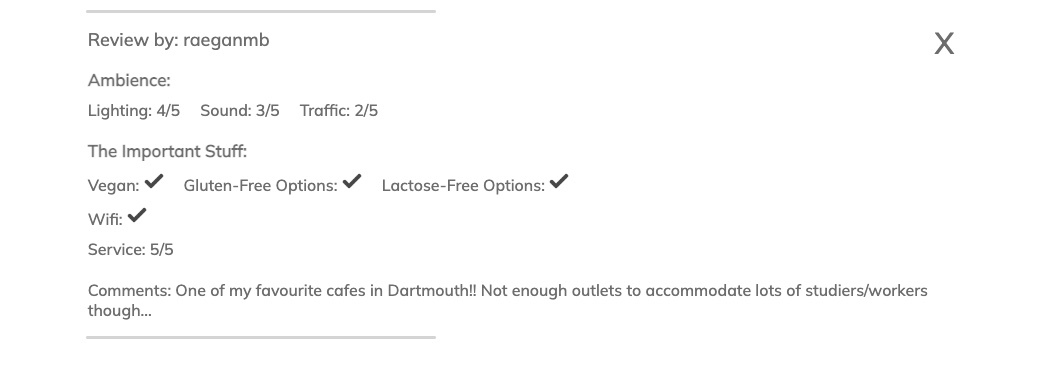 Review by: raeganmb
X
Ambience:
Lighting: 4/5 Sound: 3/5 Traffic: 2/5
The Important Stuff:
Vegan: ✔ Gluten-Free Options: ✔ Lactose-Free Options: ✔
Wifi: ✔
Service: 5/5
Comments: One of my favourite cafes in Dartmouth!! Not enough outlets to accommodate lots of studiers/workers
though...